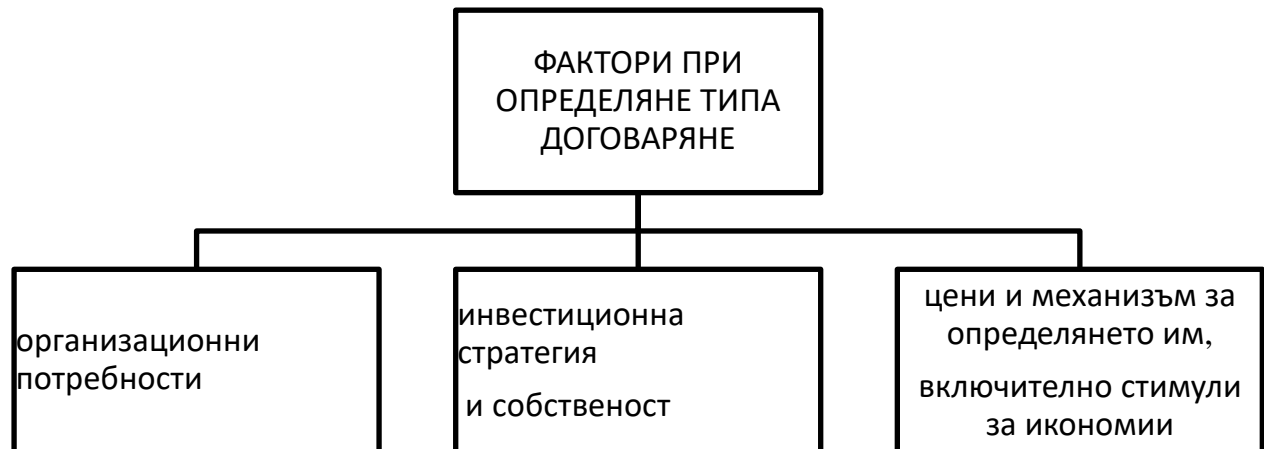 ФАКТОРИ ПРИ
ОПРЕДЕЛЯНЕ ТИПА
ДОГОВАРЯНЕ
организационни
потребности
инвестиционна
стратегия
и собственост
цени и механизъм за
определянето им,
включително стимули
за икономии